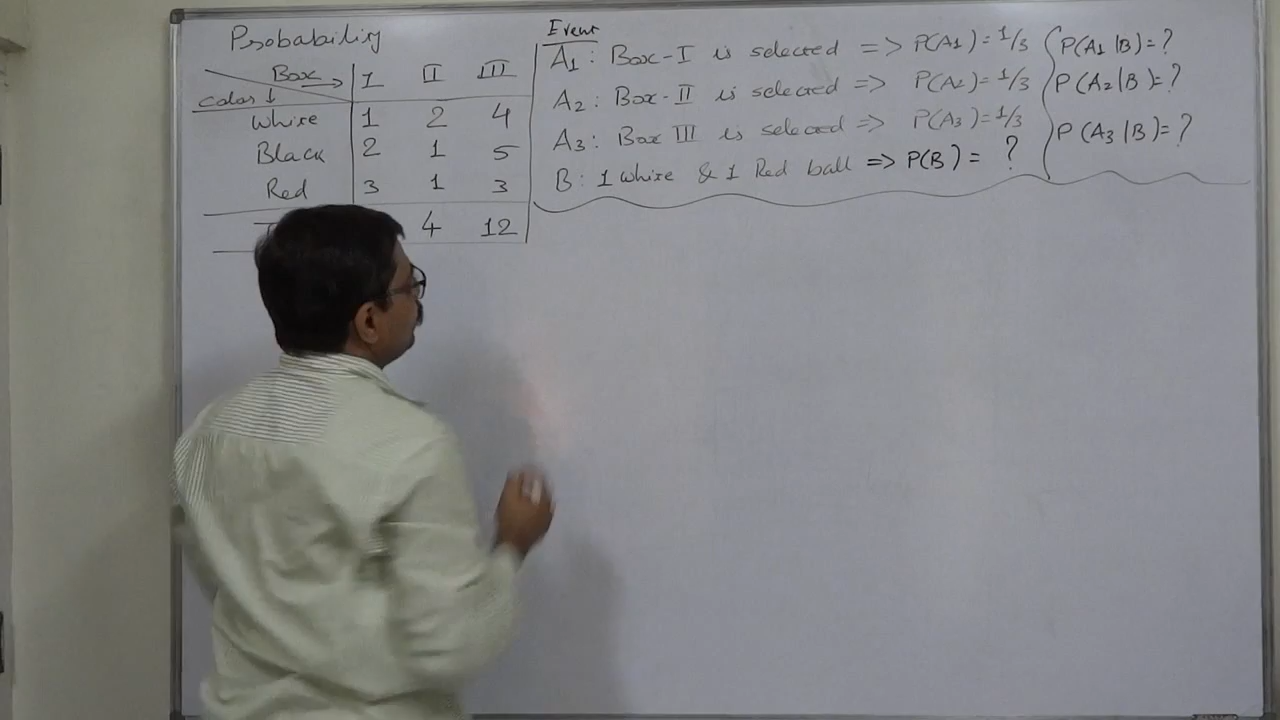 Probability
Box → I II III
Color ↓
White 1 2 4
Black 2 1 5
Red 3 1 3
4 12
Event
A1 : Box-I is selected => P(A1) = 1/3
A2 : Box-II is selected => P(A2) = 1/3
A3 : Box III is selected => P(A3) = 1/3
B : 1 White & 1 Red ball => P(B) = ?
P(A1|B) = ?
P(A2|B) = ?
P(A3|B) = ?